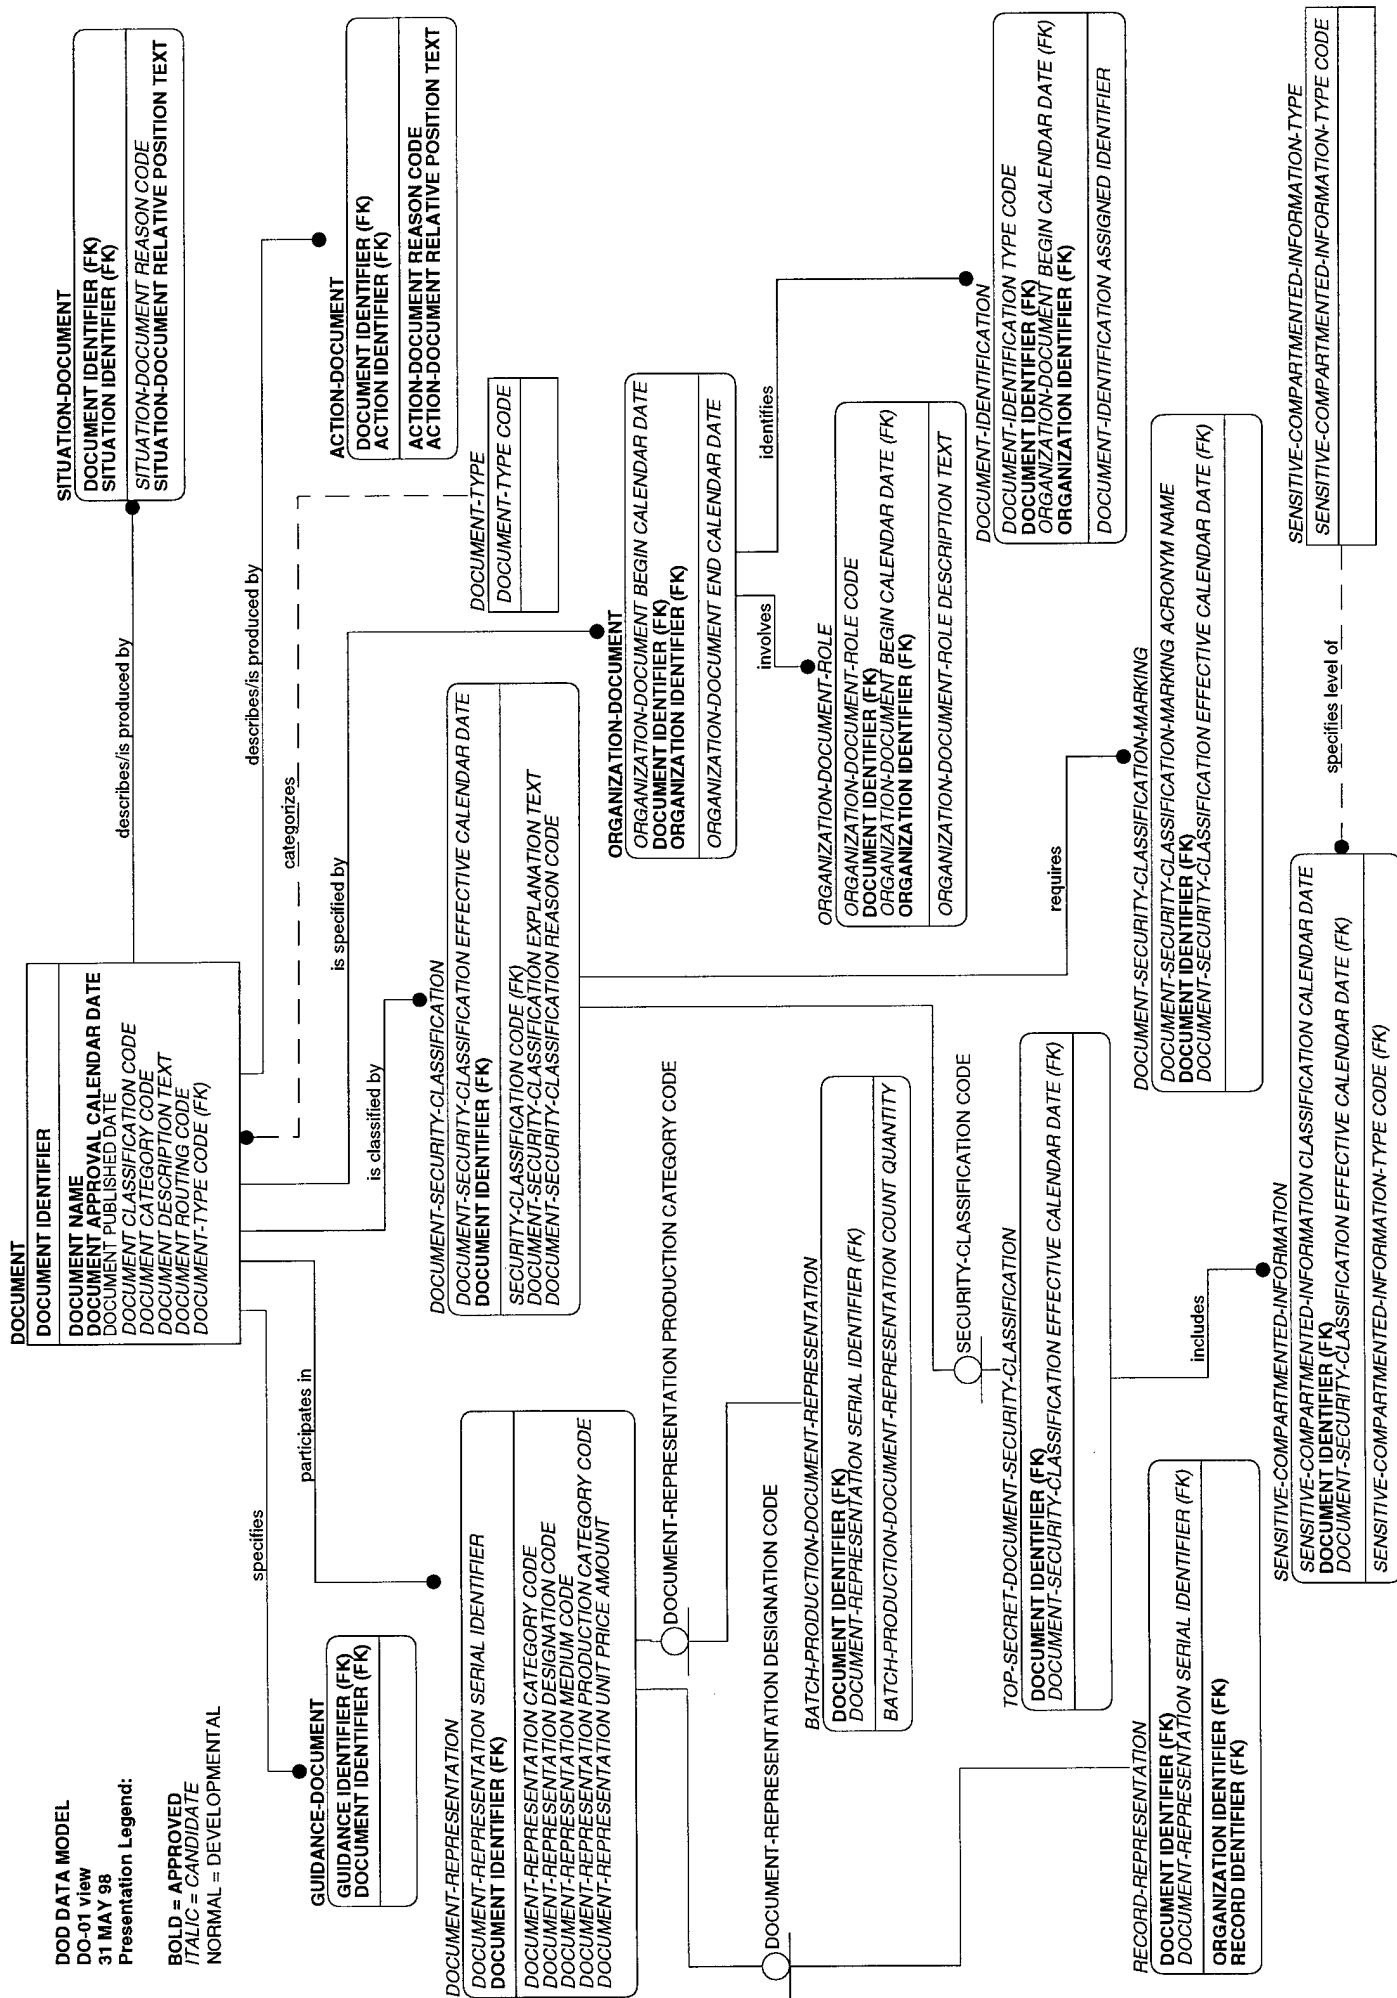 DOD DATA MODEL
DO-01 view
31 MAY 98
Presentation Legend:
BOLD = APPROVED
ITALIC = CANDIDATE
NORMAL = DEVELOPMENTAL
DOCUMENT
DOCUMENT IDENTIFIER
DOCUMENT NAME
DOCUMENT APPROVAL CALENDAR DATE
DOCUMENT PUBLISHED DATE
DOCUMENT CLASSIFICATION CODE
DOCUMENT CATEGORY CODE
DOCUMENT DESCRIPTION TEXT
DOCUMENT ROUTING CODE
DOCUMENT-TYPE CODE (FK)
describes/is produced by
SITUATION-DOCUMENT
DOCUMENT IDENTIFIER (FK)
SITUATION IDENTIFIER (FK)
SITUATION-DOCUMENT REASON CODE
SITUATION-DOCUMENT RELATIVE POSITION TEXT
describes/is produced by
ACTION-DOCUMENT
DOCUMENT IDENTIFIER (FK)
ACTION IDENTIFIER (FK)
ACTION-DOCUMENT REASON CODE
ACTION-DOCUMENT RELATIVE POSITION TEXT
categorizes
DOCUMENT-TYPE
DOCUMENT-TYPE CODE
is specified by
ORGANIZATION-DOCUMENT
ORGANIZATION-DOCUMENT BEGIN CALENDAR DATE
DOCUMENT IDENTIFIER (FK)
ORGANIZATION IDENTIFIER (FK)
ORGANIZATION-DOCUMENT END CALENDAR DATE
is classified by
DOCUMENT-SECURITY-CLASSIFICATION
DOCUMENT-SECURITY-CLASSIFICATION EFFECTIVE CALENDAR DATE
DOCUMENT IDENTIFIER (FK)
SECURITY-CLASSIFICATION CODE (FK)
DOCUMENT-SECURITY-CLASSIFICATION EXPLANATION TEXT
DOCUMENT-SECURITY-CLASSIFICATION REASON CODE
participates in
specifies
GUIDANCE-DOCUMENT
GUIDANCE IDENTIFIER (FK)
DOCUMENT IDENTIFIER (FK)
DOCUMENT-REPRESENTATION
DOCUMENT-REPRESENTATION SERIAL IDENTIFIER
DOCUMENT IDENTIFIER (FK)
DOCUMENT-REPRESENTATION CATEGORY CODE
DOCUMENT-REPRESENTATION DESIGNATION CODE
DOCUMENT-REPRESENTATION MEDIUM CODE
DOCUMENT-REPRESENTATION PRODUCTION CATEGORY CODE
DOCUMENT-REPRESENTATION UNIT PRICE AMOUNT
DOCUMENT-REPRESENTATION PRODUCTION CATEGORY CODE
DOCUMENT-REPRESENTATION DESIGNATION CODE
BATCH-PRODUCTION-DOCUMENT-REPRESENTATION
DOCUMENT IDENTIFIER (FK)
DOCUMENT-REPRESENTATION SERIAL IDENTIFIER (FK)
BATCH-PRODUCTION-DOCUMENT-REPRESENTATION COUNT QUANTITY
involves
identifies
ORGANIZATION-DOCUMENT-ROLE
ORGANIZATION-DOCUMENT-ROLE CODE
DOCUMENT IDENTIFIER (FK)
ORGANIZATION-DOCUMENT BEGIN CALENDAR DATE (FK)
ORGANIZATION IDENTIFIER (FK)
ORGANIZATION-DOCUMENT-ROLE DESCRIPTION TEXT
DOCUMENT-IDENTIFICATION
DOCUMENT-IDENTIFICATION TYPE CODE
DOCUMENT IDENTIFIER (FK)
ORGANIZATION-DOCUMENT BEGIN CALENDAR DATE (FK)
ORGANIZATION IDENTIFIER (FK)
DOCUMENT-IDENTIFICATION ASSIGNED IDENTIFIER
SECURITY-CLASSIFICATION CODE
TOP-SECRET-DOCUMENT-SECURITY-CLASSIFICATION
DOCUMENT IDENTIFIER (FK)
DOCUMENT-SECURITY-CLASSIFICATION EFFECTIVE CALENDAR DATE (FK)
requires
DOCUMENT-SECURITY-CLASSIFICATION-MARKING
DOCUMENT-SECURITY-CLASSIFICATION-MARKING ACRONYM NAME
DOCUMENT IDENTIFIER (FK)
DOCUMENT-SECURITY-CLASSIFICATION EFFECTIVE CALENDAR DATE (FK)
RECORD-REPRESENTATION
DOCUMENT IDENTIFIER (FK)
DOCUMENT-REPRESENTATION SERIAL IDENTIFIER (FK)
ORGANIZATION IDENTIFIER (FK)
RECORD IDENTIFIER (FK)
includes
SENSITIVE-COMPARTMENTED-INFORMATION
SENSITIVE-COMPARTMENTED-INFORMATION CLASSIFICATION CALENDAR DATE
DOCUMENT IDENTIFIER (FK)
DOCUMENT-SECURITY-CLASSIFICATION EFFECTIVE CALENDAR DATE (FK)
SENSITIVE-COMPARTMENTED-INFORMATION-TYPE CODE (FK)
specifies level of
SENSITIVE-COMPARTMENTED-INFORMATION-TYPE
SENSITIVE-COMPARTMENTED-INFORMATION-TYPE CODE